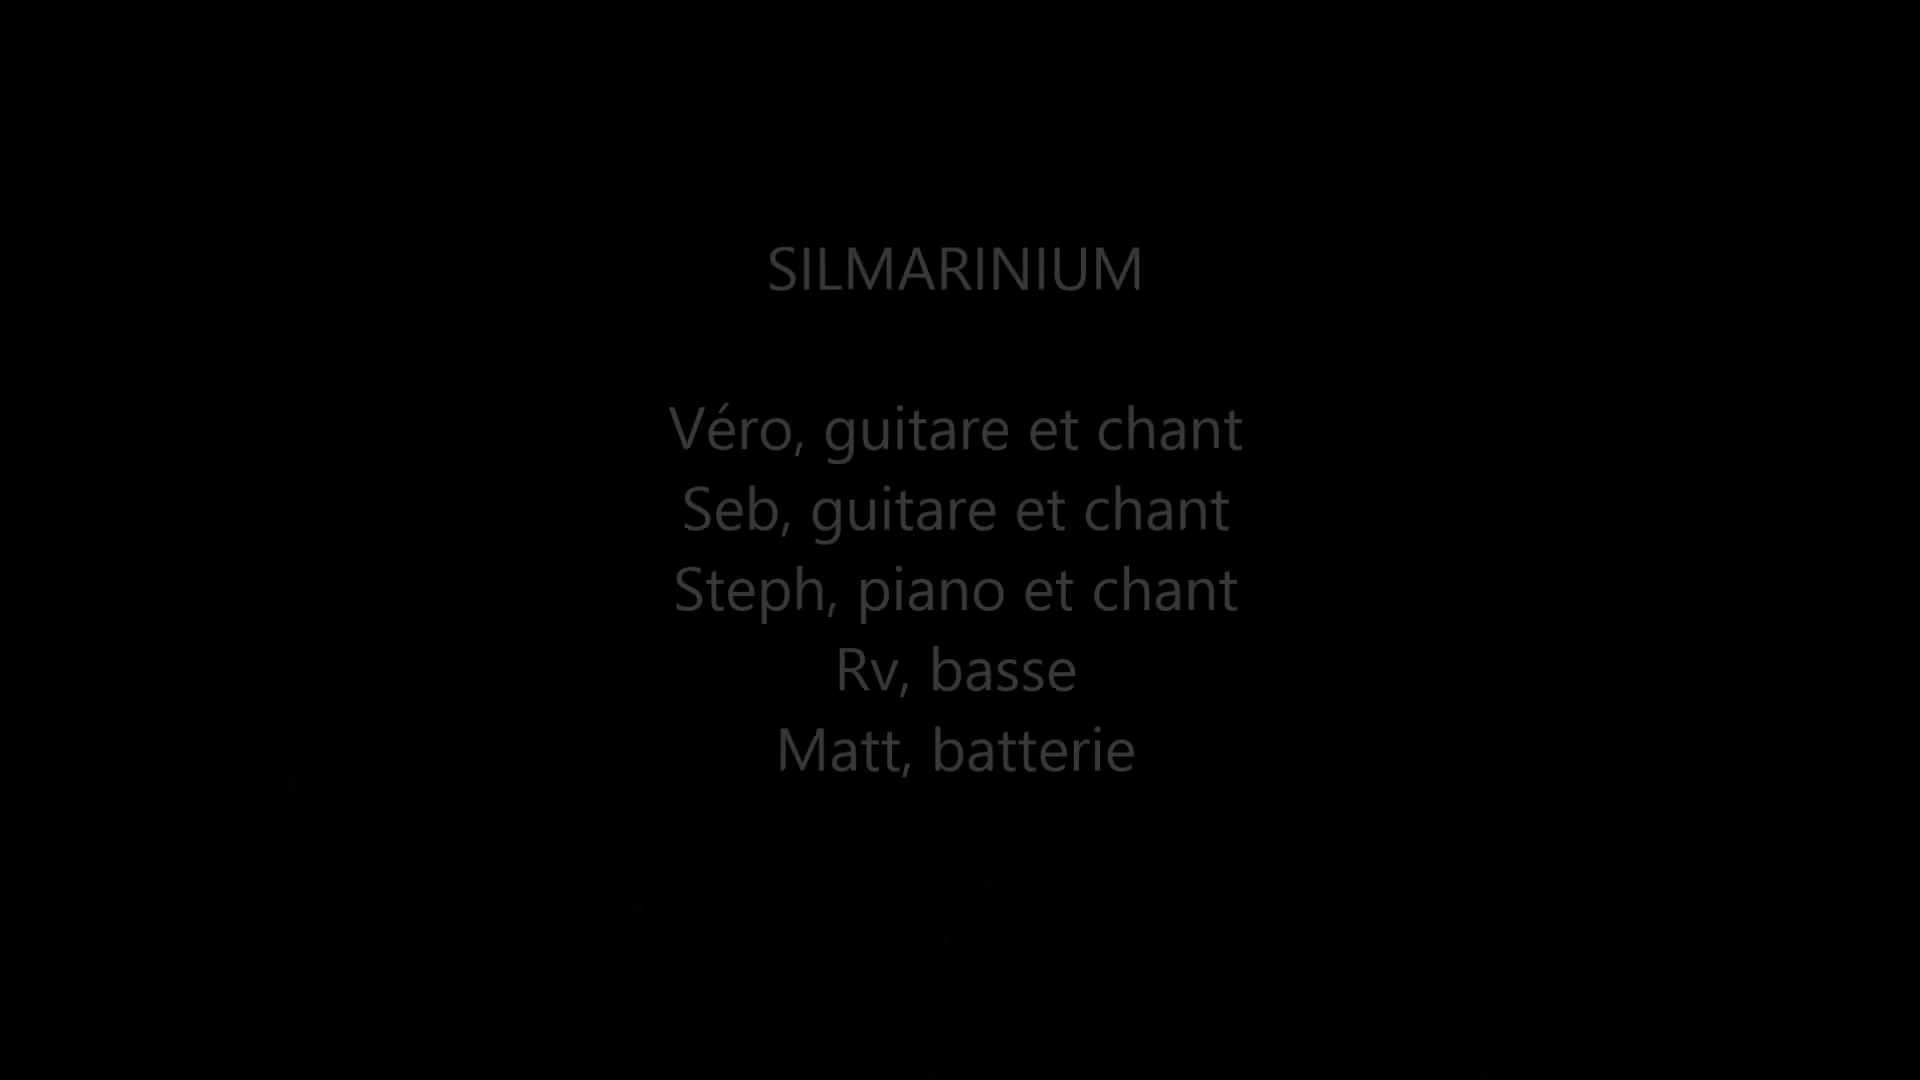 SILMARINIUM
Véro, guitare et chant
Seb, guitare et chant
Steph, piano et chant
Rv, basse
Matt, batterie